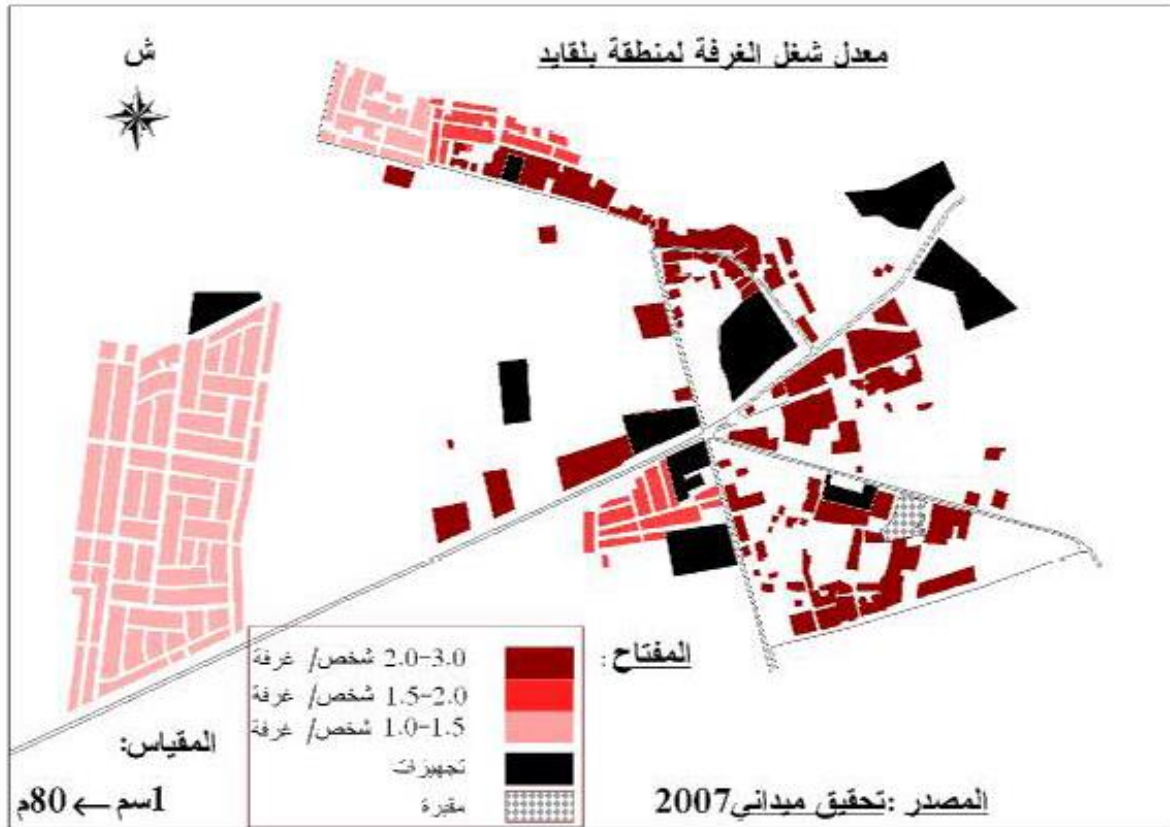 معدل شغل الغرفة لمنطقة بلقايد
ش
المفتاح :
2.0-3.0 شخص/ غرفة
1.5-2.0 شخص/ غرفة
1.0-1.5 شخص/ غرفة
تجهيزات
مقبرة
المقياس:
1سم ← 80م
المصدر :تحقيق ميداني2007